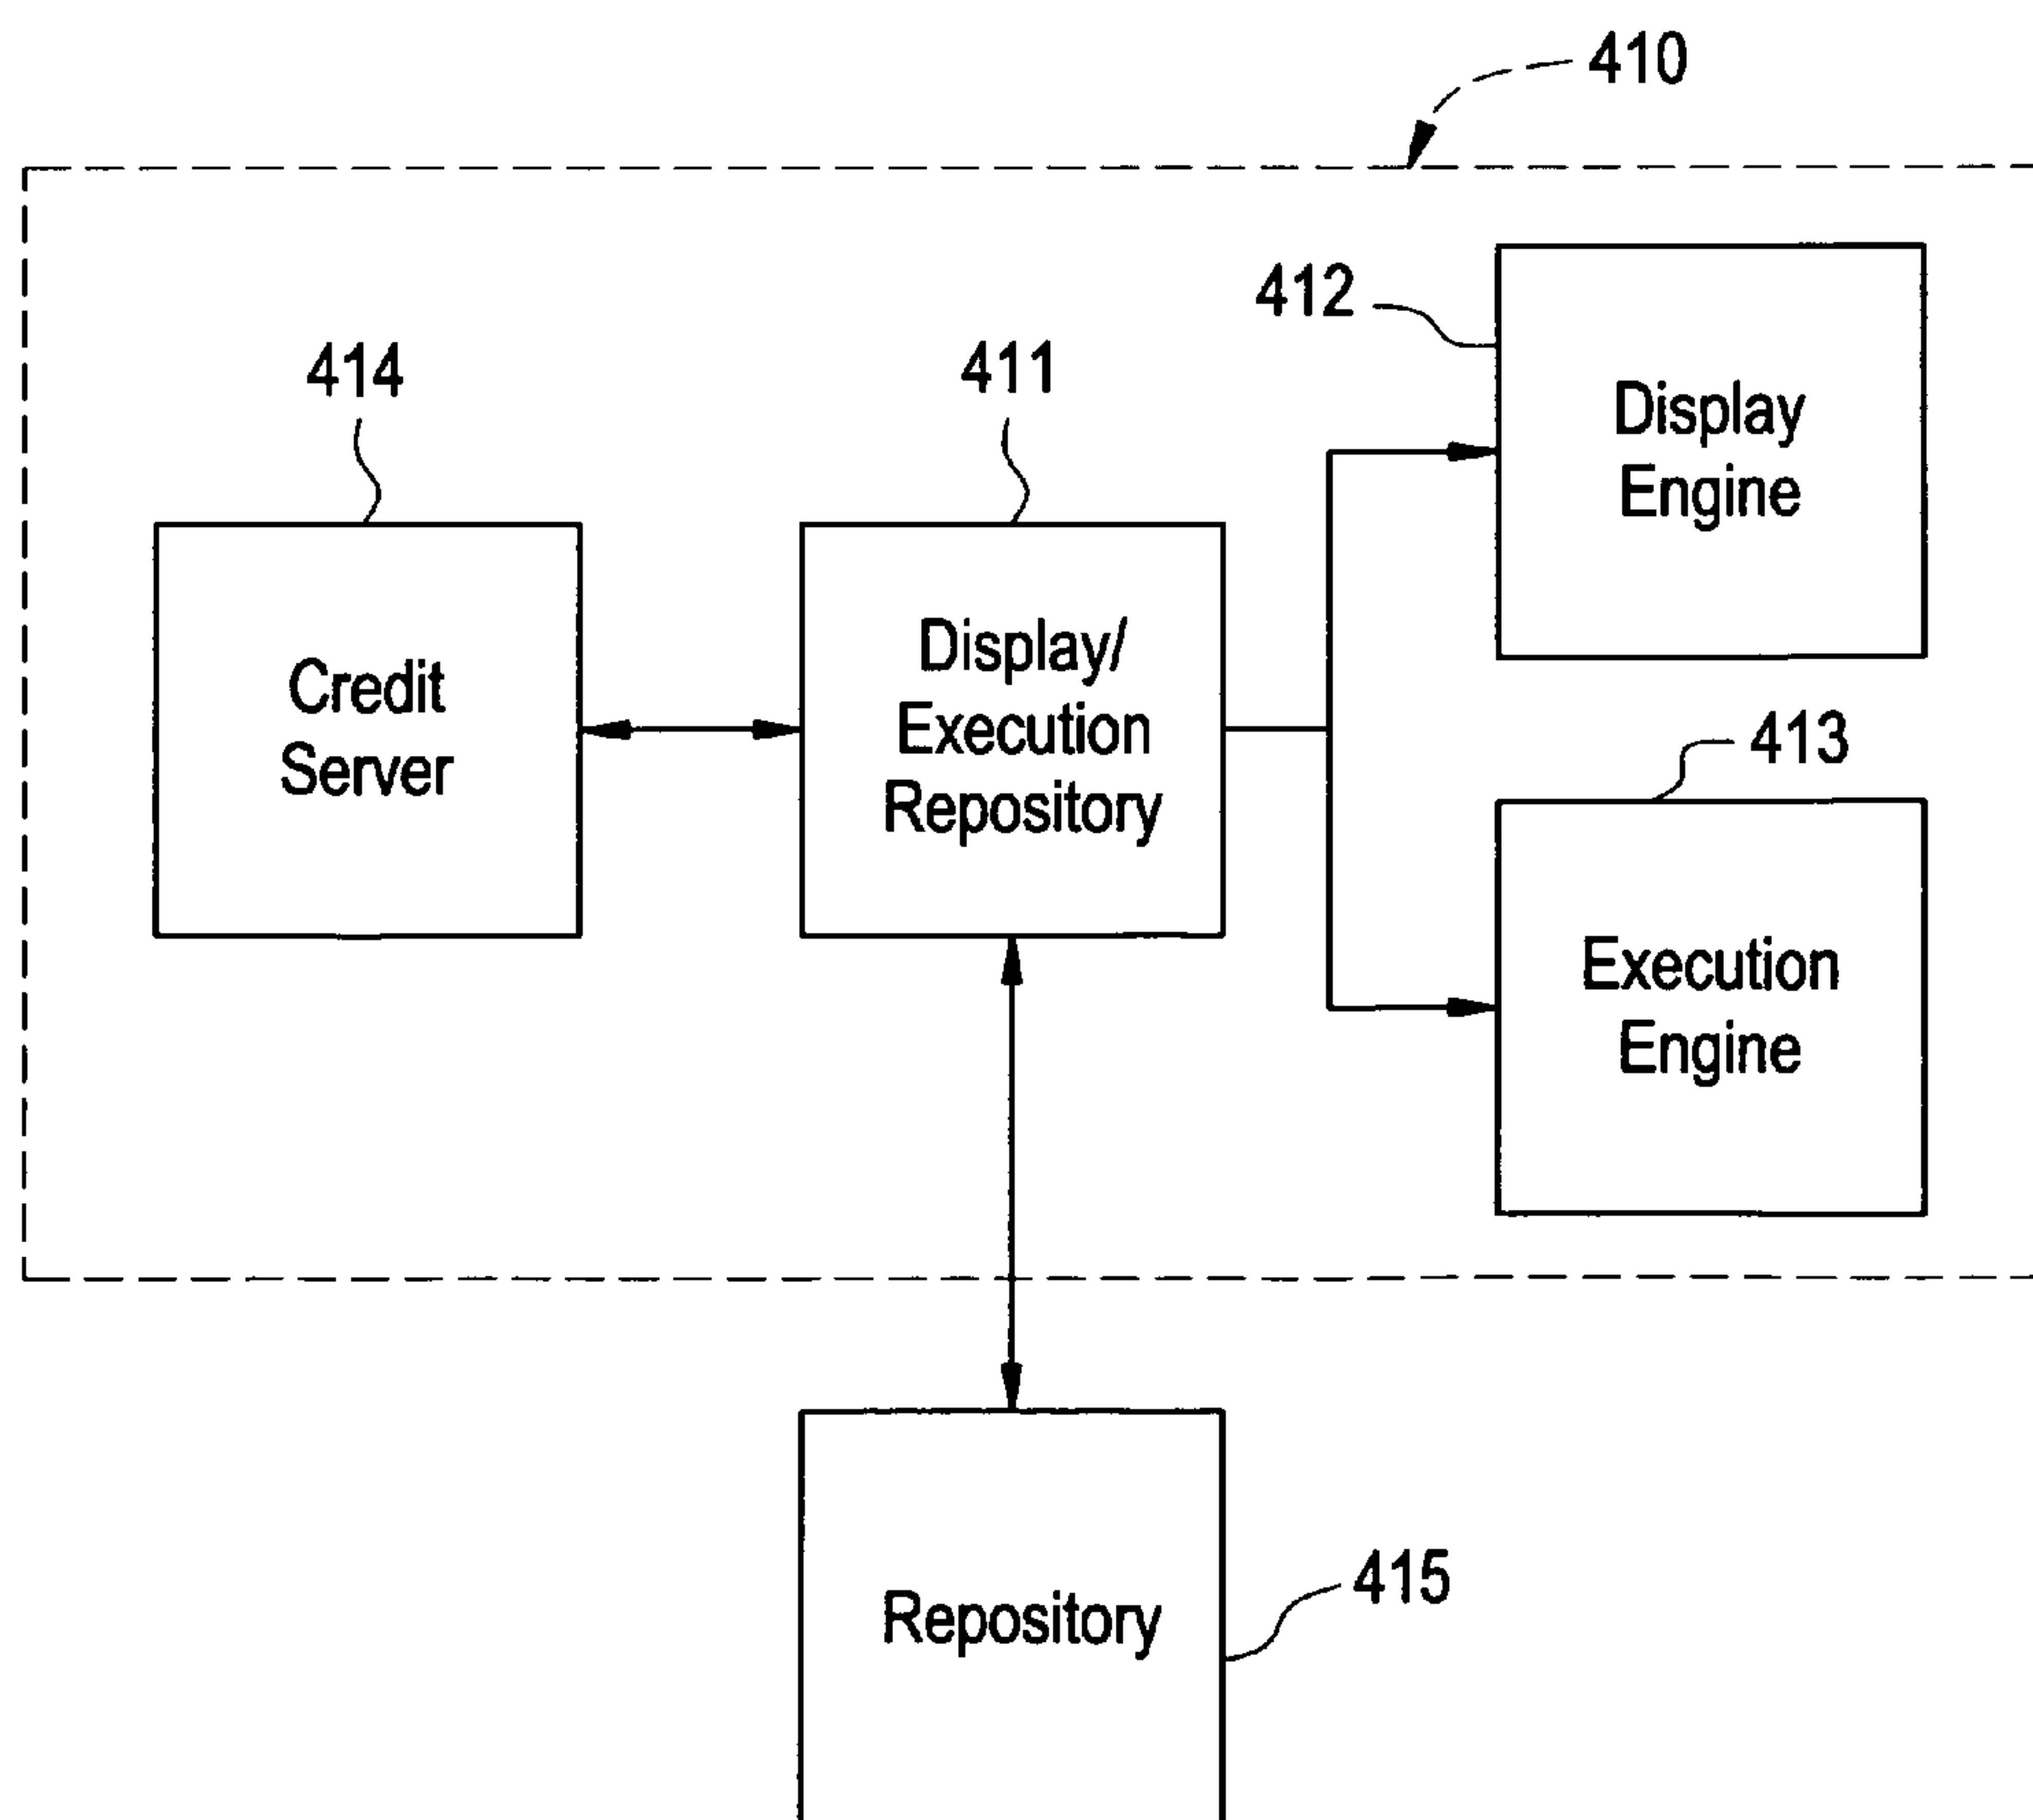 410
412
Display
Engine
414
411
Credit
Server
Display/
Execution
Repository
413
Execution
Engine
Repository
415